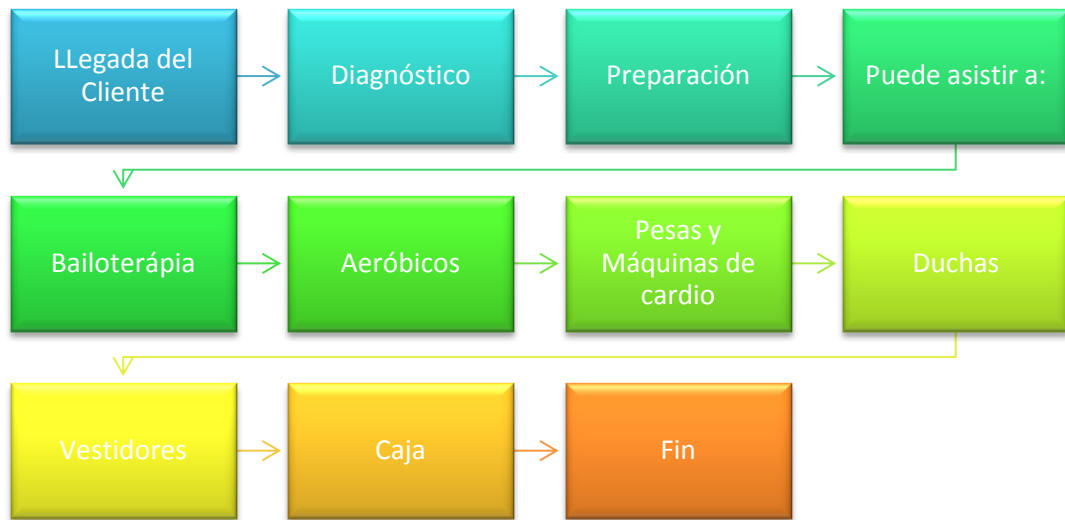 LLegada del
Cliente
Diagnóstico
Preparación
Puede asistir a:
Bailoterápia
Aeróbicos
Pesas y
Máquinas de
cardio
Duchas
Vestidores
Caja
Fin